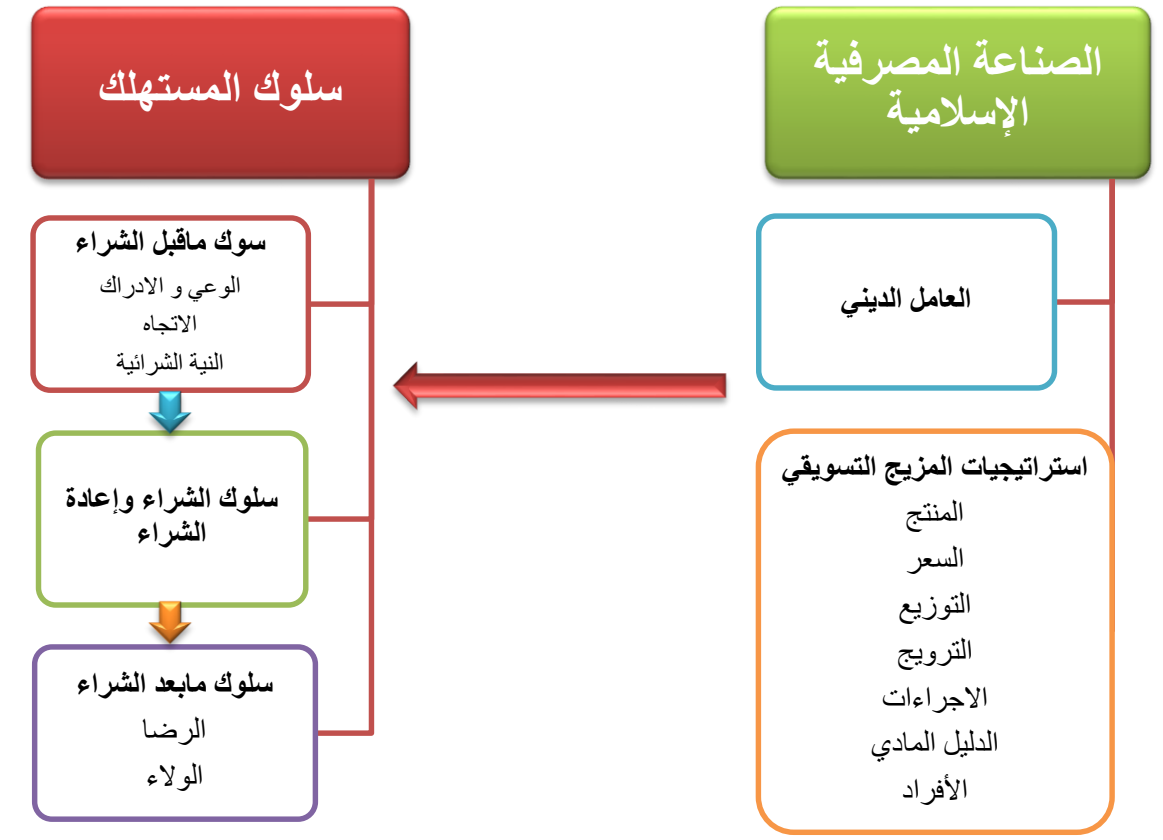 الصناعة المصرفية
الإسلامية
العامل الديني
استراتيجيات المزيج التسويقي
المنتج
السعر
التوزيع
الترويج
الاجراءات
الدليل المادي
الأفراد
سلوك المستهلك
سوك ماقبل الشراء
الوعي و الادراك
الاتجاه
النية الشرائية
سلوك الشراء وإعادة
الشراء
سلوك مابعد الشراء
الرضا
الولاء